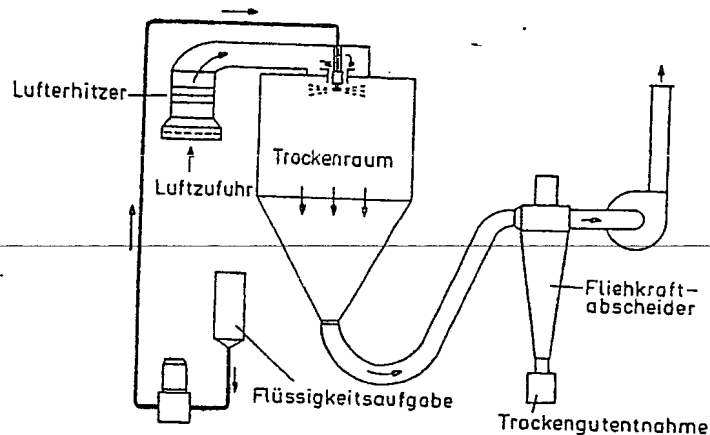 Lufterhitzer
Luftzufuhr
Trockenraum
Flüssigkeitsaufgabe
Fliehkraft-
abscheider
Trockengutentnahme